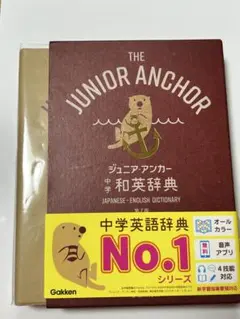 THE
JUNIOR ANCHOR
ジュニア・アンカー
中学
和英辞典
JAPANESE-ENGLISH DICTIONARY
中学英語辞典
No.1
シリーズ
オール
カラー
無料
音声
アプリ
4技能
対応
Gakken